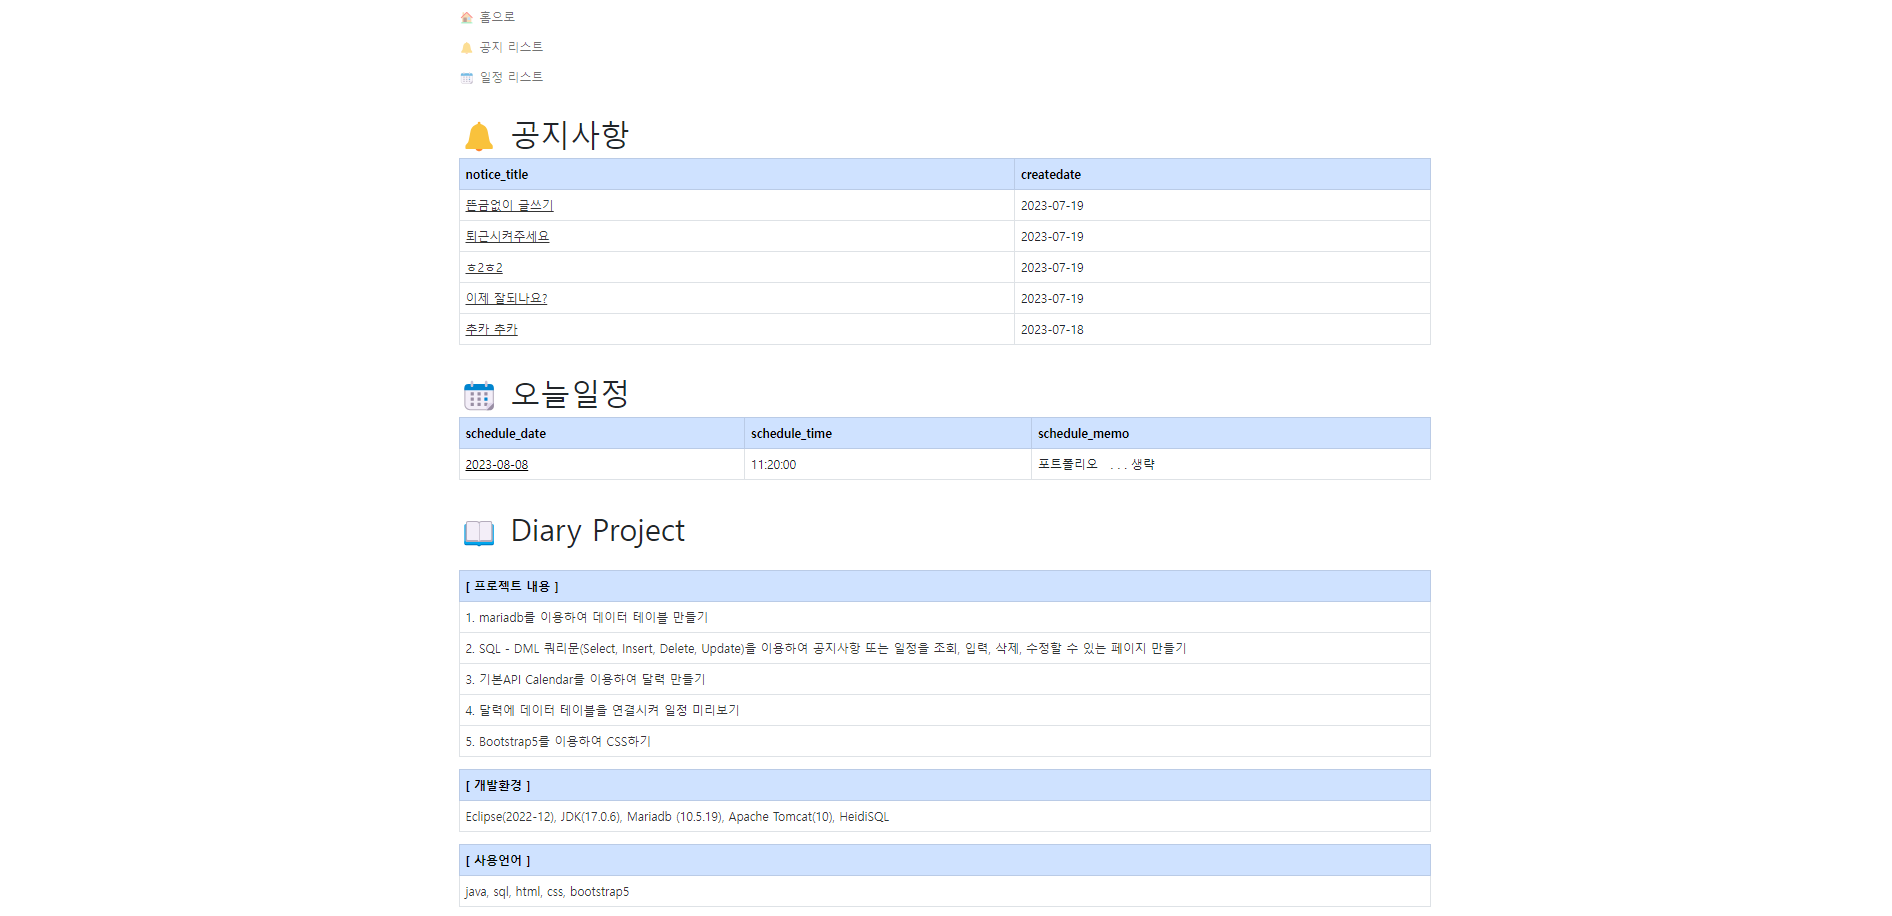 홈으로
공지 리스트
일정 리스트
공지사항
notice_title createdate
뜬금없이 글쓰기 2023-07-19
퇴근시켜주세요 2023-07-19
ㅎ2ㅎ2 2023-07-19
이제 잘되나요? 2023-07-19
추카 추카 2023-07-18
오늘일정
schedule_date schedule_time schedule_memo
2023-08-08 11:20:00 포트폴리오 . . . 생략
Diary Project
[ 프로젝트 내용 ]
1. mariadb를 이용하여 데이터 테이블 만들기
2. SQL - DML 쿼리문(Select, Insert, Delete, Update)을 이용하여 공지사항 또는 일정을 조회, 입력, 삭제, 수정할 수 있는 페이지 만들기
3. 기본API Calendar를 이용하여 달력 만들기
4. 달력에 데이터 테이블을 연결시켜 일정 미리보기
5. Bootstrap5를 이용하여 CSS하기
[ 개발환경 ]
Eclipse(2022-12), JDK(17.0.6), Mariadb (10.5.19), Apache Tomcat(10), HeidiSQL
[ 사용언어 ]
java, sql, html, css, bootstrap5